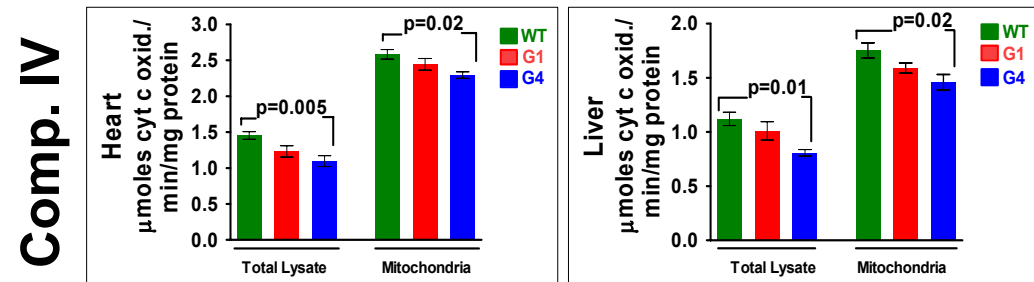 Comp. IV
Heart
μmoles cyt c oxid./
min/mg protein
3.0
2.5
2.0
1.5
1.0
0.5
0.0
p=0.005
p=0.02
WT
G1
G4
Total Lysate
Mitochondria
Liver
μmoles cyt c oxid./
min/mg protein
2.0
1.5
1.0
0.5
0.0
p=0.01
p=0.02
WT
G1
G4
Total Lysate
Mitochondria